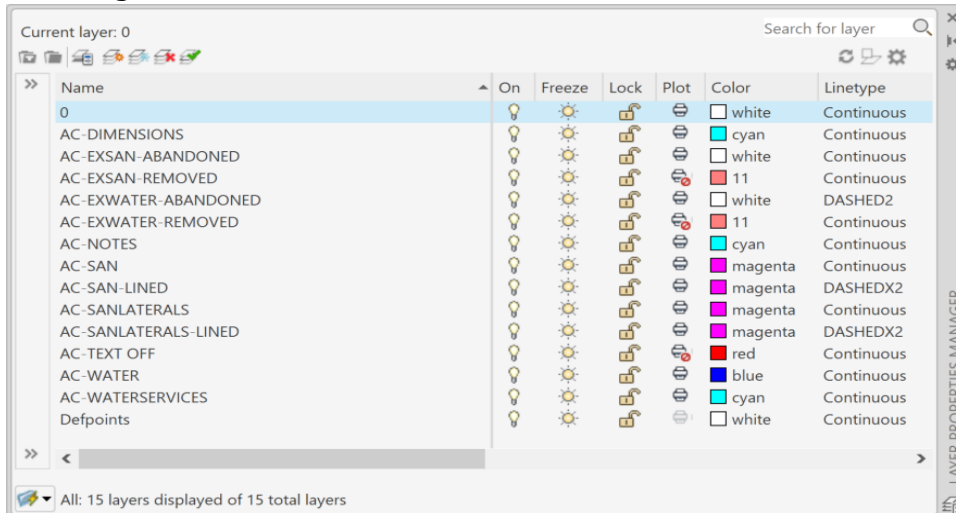 Current layer: 0
Search for layer
Name On Freeze Lock Plot Color Linetype
0 white Continuous
AC-DIMENSIONS cyan Continuous
AC-EXSAN-ABANDONED white Continuous
AC-EXSAN-REMOVED 11 Continuous
AC-EXWATER-ABANDONED white DASHED2
AC-EXWATER-REMOVED 11 Continuous
AC-NOTES cyan Continuous
AC-SAN magenta Continuous
AC-SAN-LINED magenta DASHEDX2
AC-SANLATERALS magenta Continuous
AC-SANLATERALS-LINED magenta DASHEDX2
AC-TEXT OFF red Continuous
AC-WATER blue Continuous
AC-WATERSERVICES cyan Continuous
Defpoints white Continuous
All: 15 layers displayed of 15 total layers
LAYER PROPERTIES MANAGER